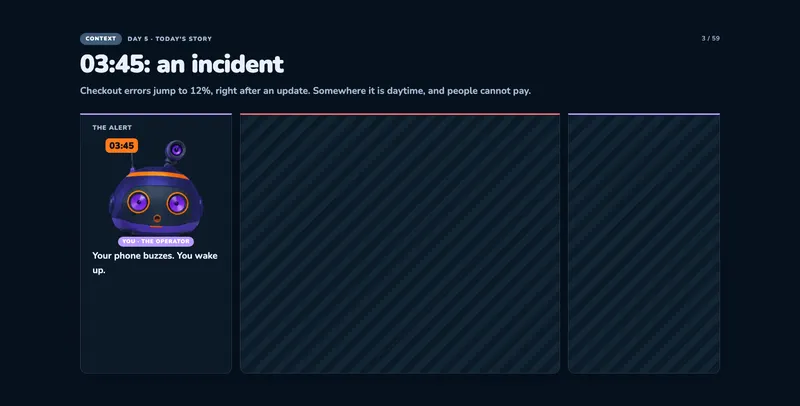 CONTEXT DAY 5 · TODAY'S STORY
3 / 59
03:45: an incident
Checkout errors jump to 12%, right after an update. Somewhere it is daytime, and people cannot pay.
THE ALERT
03:45
YOU · THE OPERATOR
Your phone buzzes. You wake
up.